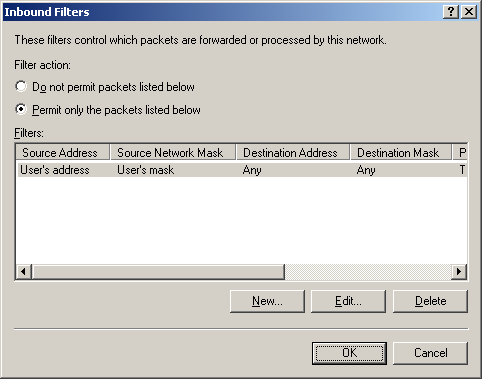 Inbound Filters
These filters control which packets are forwarded or processed by this network.
Filter action:
Do not permit packets listed below
Permit only the packets listed below
Filters:
Source Address Source Network Mask Destination Address Destination Mask P
User's address User's mask Any Any T
New... Edit... Delete
OK Cancel